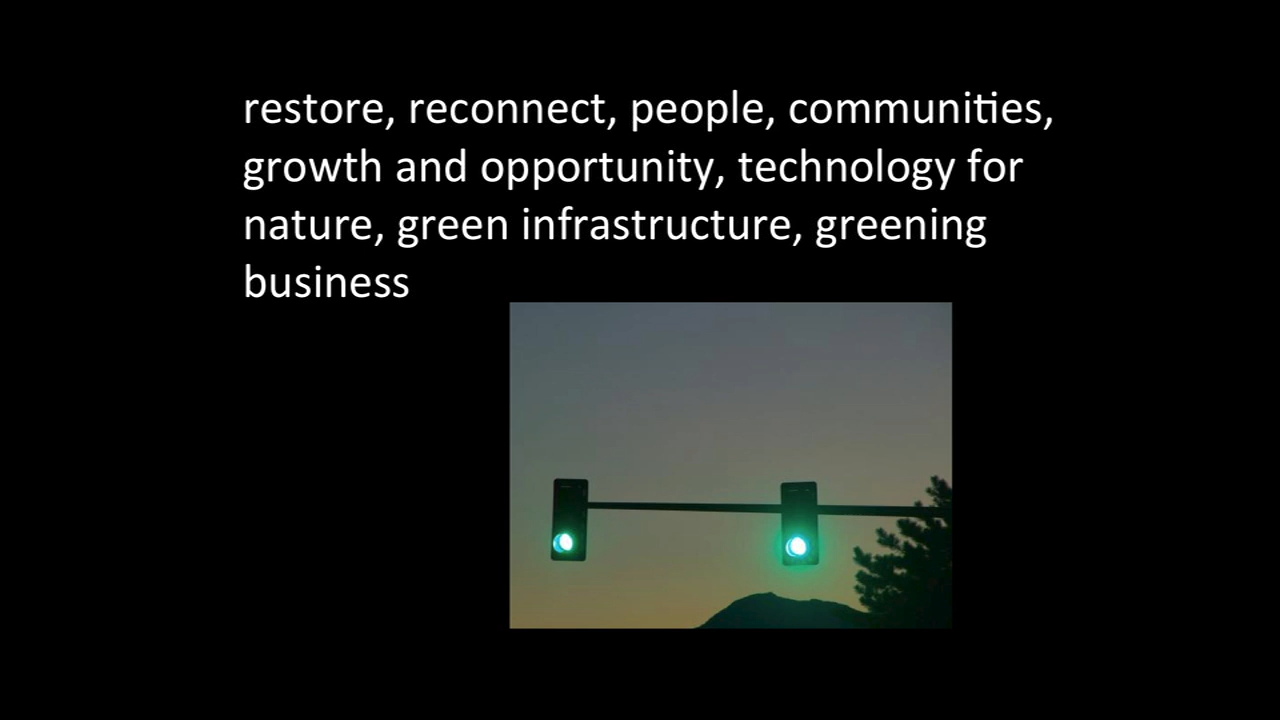 restore, reconnect, people, communities,
growth and opportunity, technology for
nature, green infrastructure, greening
business